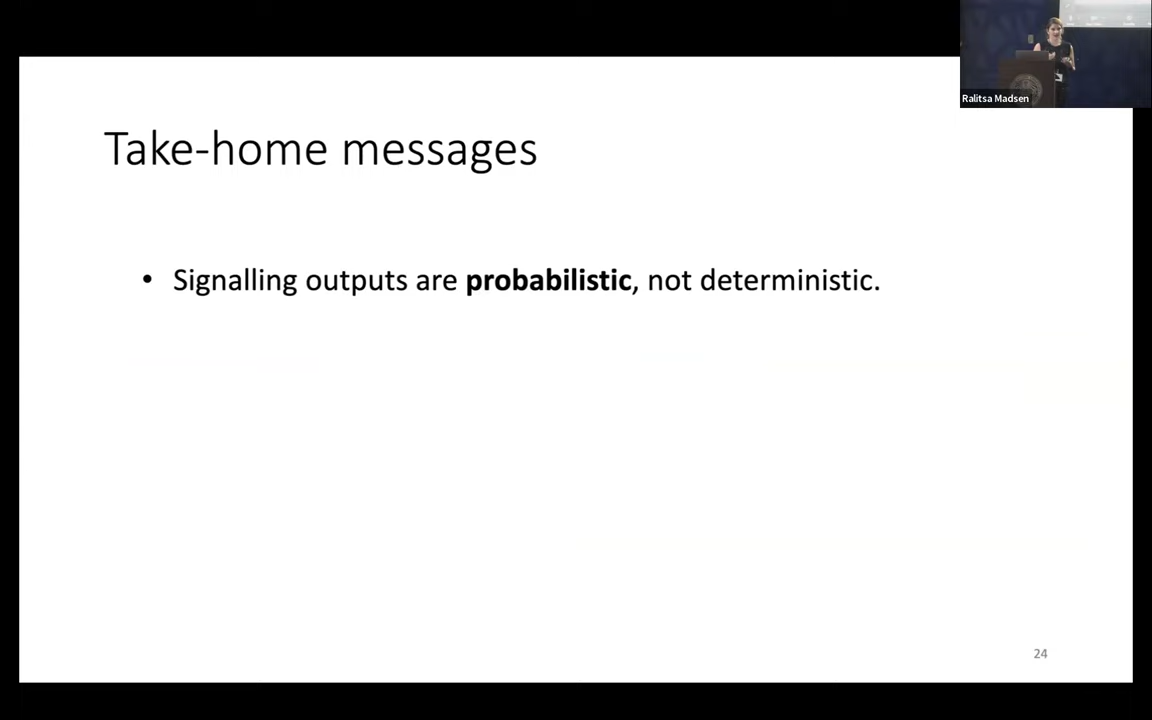 Ralitsa Madsen
Take-home messages
• Signalling outputs are probabilistic, not deterministic.
24